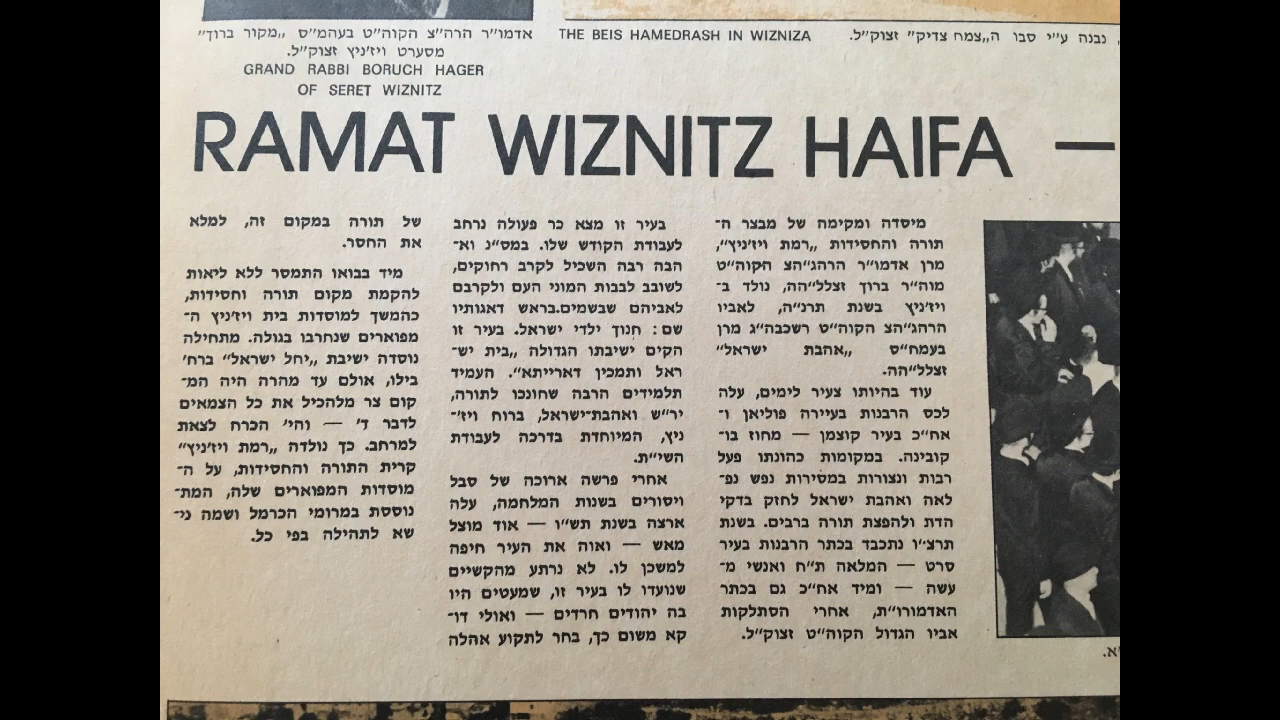 אדמו״ר הרה״צ הקוה״ט בעהמ״ס „מקור ברוך״
מסערט ויז׳ניץ זצוק״ל.
GRAND RABBI BORUCH HAGER
OF SERET WIZNITZ
THE BEIS HAMEDRASH IN WIZNIZA
נבנה ע״י סבו ה„צמח צדיק״ זצוק״ל.
RAMAT WIZNITZ HAIFA —
מיסדה ומקימה של מבצר ה־
תורה והחסידות „רמת ויז׳ניץ״,
מרן אדמו״ר הרהג״הצ הקוה״ט
מוה״ר ברוך זצללה״ה, נולד ב־
ויז׳ניץ בשנת תרנ״ה, לאביו
הרהג״הצ הקוה״ט רשכבה״ג מרן
בעמח״ס „אהבת ישראל״
זצלל״הה.
עוד בהיותו צעיר לימים, עלה
לכס הרבנות בעיירה פוליאן ו־
אח״כ בעיר קוצמן — מחוז בו־
קובינה. במקומות כהונתו פעל
רבות ונצורות במסירות נפש נפ־
לאה ואהבת ישראל לחזק בדקי
הדת ולהפצת תורה ברבים. בשנת
תרצ״ו נתכבד בכתר הרבנות בעיר
סרט — המלאה ת״ח ואנשי מ־
עשה — ומיד אח״כ גם בכתר
האדמורו״ת, אחרי הסתלקות
אביו הגדול הקוה״ט זצוק״ל.
בעיר זו מצא כר פעולה נרחב
לעבודת הקודש שלו. במס״נ וא־
הבה רבה השכיל לקרב רחוקים,
לשובב לבבות המוני העם ולקרבם
לאביהם שבשמים.בראש דאגותיו
שם: חנוך ילדי ישראל. בעיר זו
הקים ישיבתו הגדולה „בית יש־
ראל ותמכין דארייתא״. העמיד
תלמידים הרבה שחונכו לתורה,
יר״ש ואהבת־ישראל, ברוח ויז׳־
ניץ, המיוחדת בדרכה לעבודת
השי״ת.
אחרי פרשה ארוכה של סבל
ויסורים בשנות המלחמה, עלה
ארצה בשנת תש״ו — אוד מוצל
מאש — ואוה את העיר חיפה
למשכן לו. לא נרתע מהקשיים
שנועדו לו בעיר זו, שמעטים היו
בה יהודים חרדים — ואולי דו־
קא משום כך, בחר לתקוע אהלה
של תורה במקום זה, למלא
את החסר.
מיד בבואו התמסר ללא ליאות
להקמת מקום תורה וחסידות,
כהמשך למוסדות בית ויז׳ניץ ה־
מפוארים שנחרבו בגולה. מתחילה
נוסדה ישיבת „יחל ישראל״ ברח׳
בילו, אולם עד מהרה היה המ־
קום צר מלהכיל את כל הצמאים
לדבר ד׳ — והי׳ הכרח לצאת
למרחב. כך נולדה „רמת ויז׳ניץ״
קרית התורה והחסידות, על ה־
מוסדות המפוארים שלה, המת־
נוססת במרומי הכרמל ושמה ני־
שא לתהילה בפי כל.